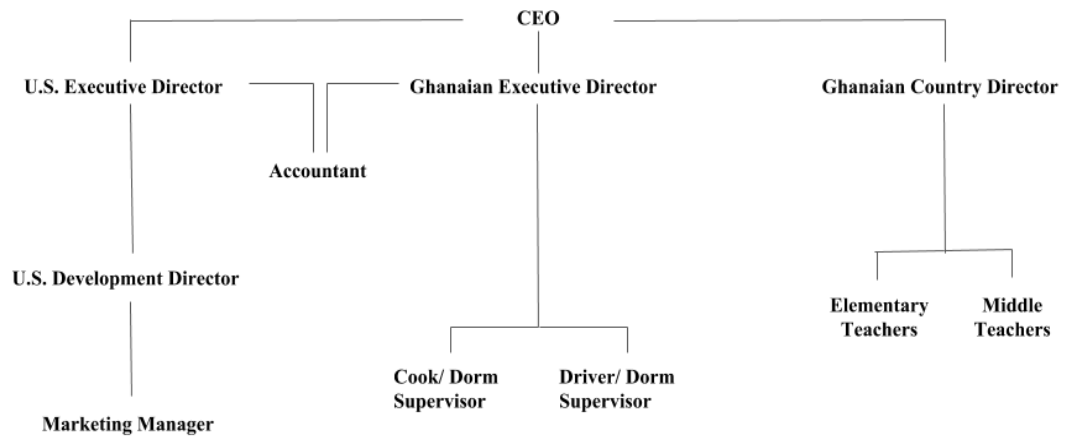 CEO
U.S. Executive Director
Ghanaian Executive Director
Ghanaian Country Director
Accountant
U.S. Development Director
Elementary
Teachers
Middle
Teachers
Cook/ Dorm
Supervisor
Driver/ Dorm
Supervisor
Marketing Manager